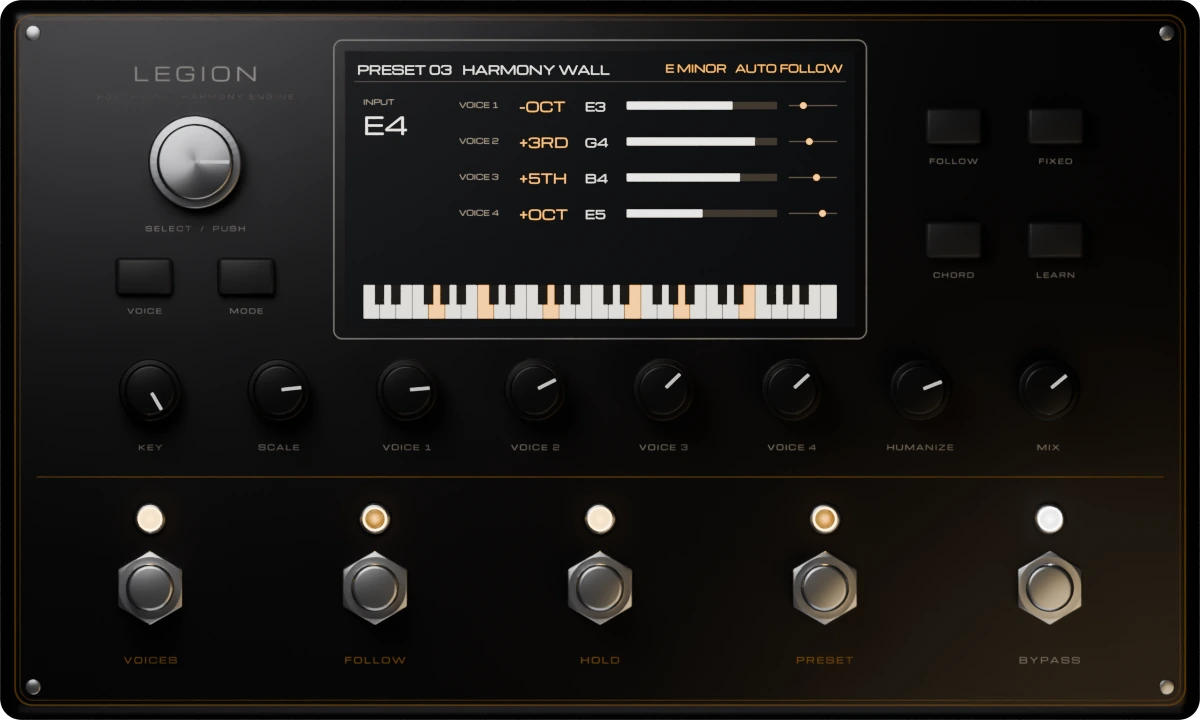 LEGION
HARMONY ENGINE
SELECT / PUSH
VOICE
MODE
PRESET 03 HARMONY WALL
E MINOR AUTO FOLLOW
INPUT
E4
VOICE 1 -OCT E3
VOICE 2 +3RD G4
VOICE 3 +5TH B4
VOICE 4 +OCT E5
FOLLOW
FIXED
CHORD
LEARN
KEY
SCALE
VOICE 1
VOICE 2
VOICE 3
VOICE 4
HUMANIZE
MIX
VOICES
FOLLOW
HOLD
PRESET
BYPASS